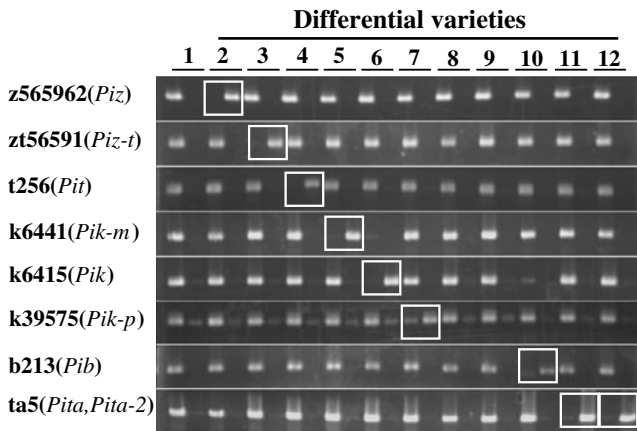 Differential varieties
1 2 3 4 5 6 7 8 9 10 11 12
z565962(Piz)
zt56591(Piz-t)
t256(Pit)
k6441(Pik-m)
k6415(Pik)
k39575(Pik-p)
b213(Pib)
ta5(Pita,Pita-2)